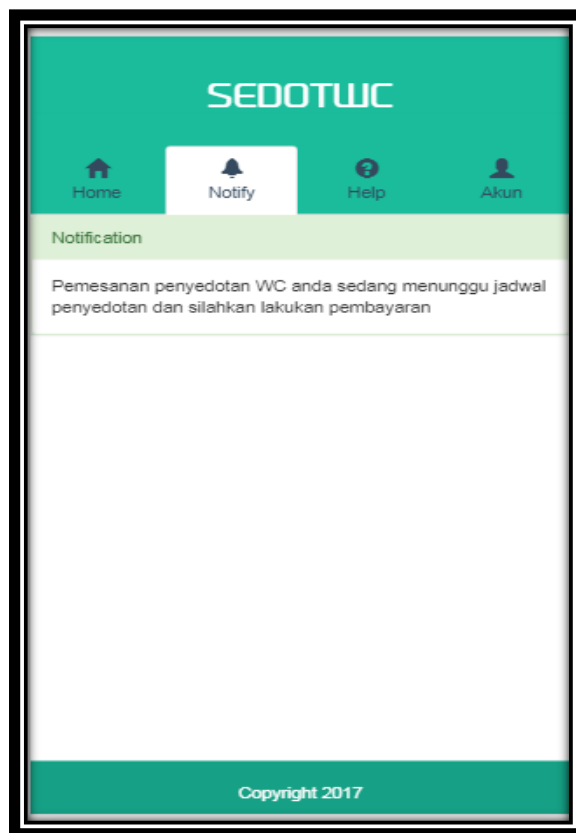 SEDOTWC
Home Notify Help Akun
Notification
Pemesanan penyedotan WC anda sedang menunggu jadwal
penyedotan dan silahkan lakukan pembayaran
Copyright 2017